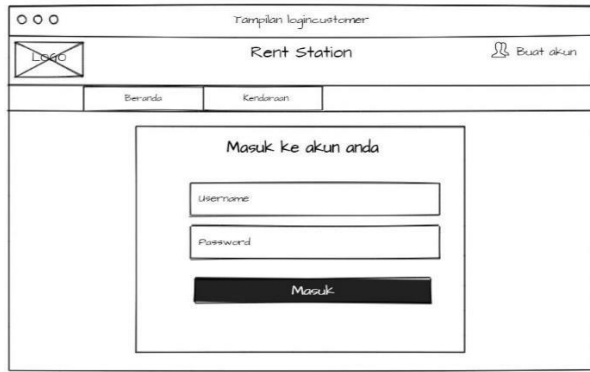 Tampilan logincustomer
Logo
Rent Station
Buat akun
Beranda
Kendaraan
Masuk ke akun anda
Username
Password
Masuk